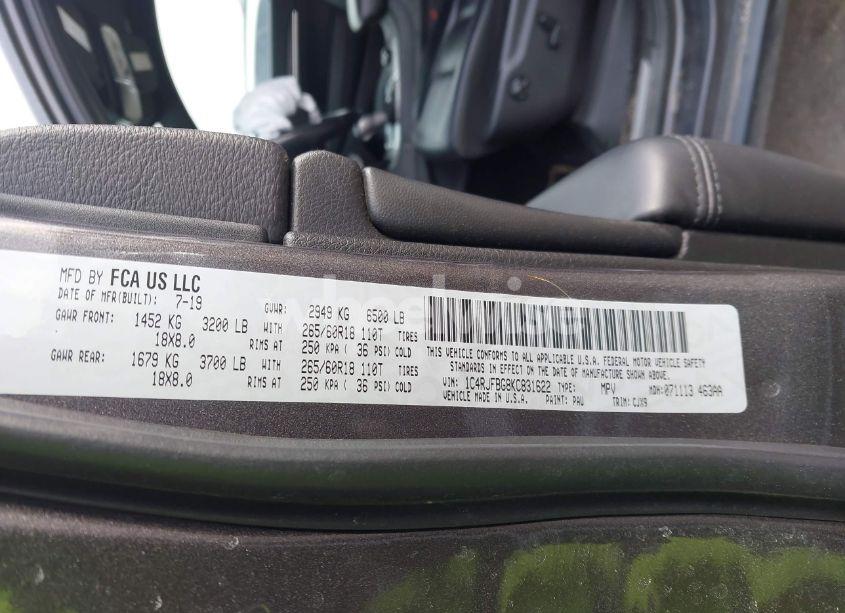 MFD BY FCA US LLC
DATE OF MFR(BUILT): 7-19 GVWR: 2949 KG 6500 LB
GAWR FRONT: 1452 KG 3200 LB WITH 265/60R18 110T TIRES
18X8.0 RIMS AT 250 KPA ( 36 PSI) COLD
GAWR REAR: 1679 KG 3700 LB WITH 265/60R18 110T TIRES
18X8.0 RIMS AT 250 KPA ( 36 PSI) COLD
THIS VEHICLE CONFORMS TO ALL APPLICABLE U.S.A. FEDERAL MOTOR VEHICLE SAFETY
STANDARDS IN EFFECT ON THE DATE OF MANUFACTURE SHOWN ABOVE.
VIN: 1C4RJFBG8KC831622 TYPE: MPV MDH: 071113 463AA
MADE IN U.S.A. PAINT: PAU TRIM: CJX9